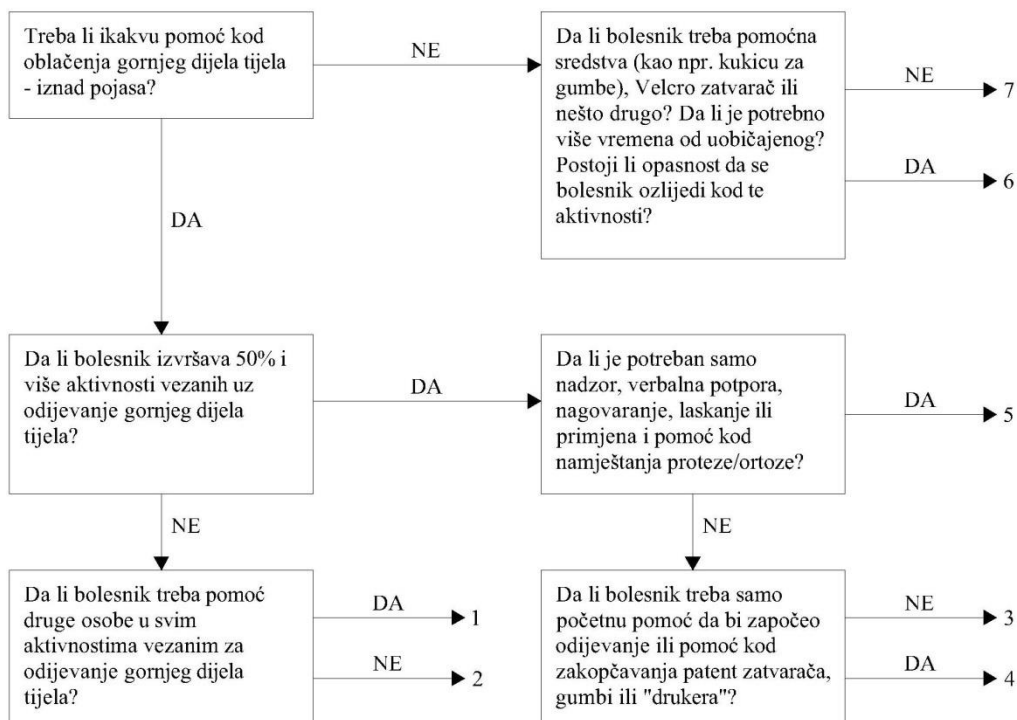 Treba li ikakvu pomoć kod
oblačenja gornjeg dijela tijela
- iznad pojasa?
NE
Da li bolesnik treba pomoćna
sredstva (kao npr. kukicu za
gumbe), Velcro zatvarač ili
nešto drugo? Da li je potrebno
više vremena od uobičajenog?
Postoji li opasnost da se
bolesnik ozlijedi kod te
aktivnosti?
NE
7
DA
6
DA
Da li bolesnik izvršava 50% i
više aktivnosti vezanih uz
odijevanje gornjeg dijela
tijela?
DA
Da li je potreban samo
nadzor, verbalna potpora,
nagovaranje, laskanje ili
primjena i pomoć kod
namještanja proteze/ortoze?
DA
5
NE
NE
Da li bolesnik treba pomoć
druge osobe u svim
aktivnostima vezanim za
odijevanje gornjeg dijela
tijela?
DA
1
NE
2
Da li bolesnik treba samo
početnu pomoć da bi započeo
odijevanje ili pomoć kod
zakopčavanja patent zatvarača,
gumbi ili "drukera"?
NE
3
DA
4